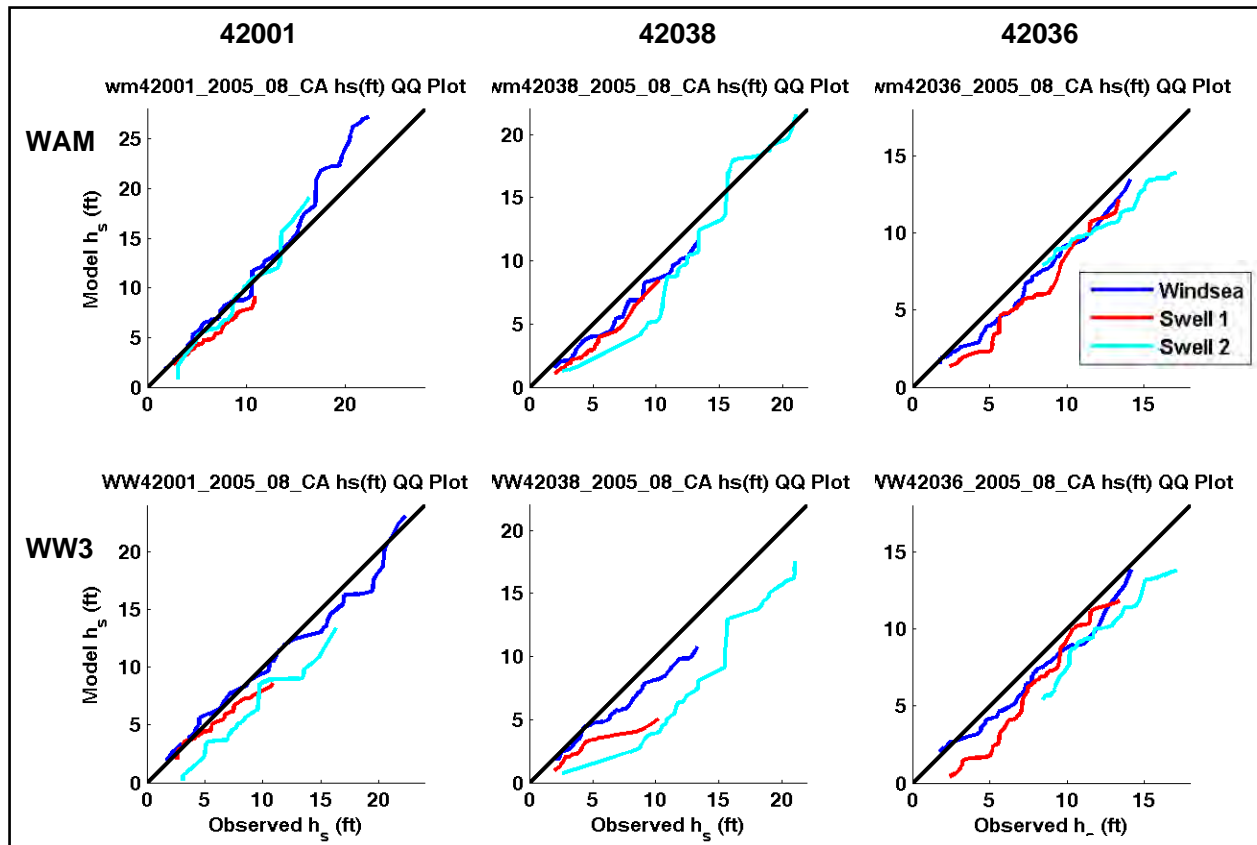 42001 42038 42036
wm42001_2005_08_CA hs(ft) QQ Plot
wm42038_2005_08_CA hs(ft) QQ Plot
wm42036_2005_08_CA hs(ft) QQ Plot
WAM
Model h_s (ft)
25
20
15
10
5
0
0 10 20
20
15
10
5
0
0 5 10 15 20
15
10
5
0
0 5 10 15
Windsea
Swell 1
Swell 2
WW42001_2005_08_CA hs(ft) QQ Plot
WW42038_2005_08_CA hs(ft) QQ Plot
WW42036_2005_08_CA hs(ft) QQ Plot
WW3
Model h_s (ft)
20
15
10
5
0
0 5 10 15 20
Observed h_s (ft)
20
15
10
5
0
0 5 10 15 20
Observed h_s (ft)
15
10
5
0
0 5 10 15
Observed h_s (ft)